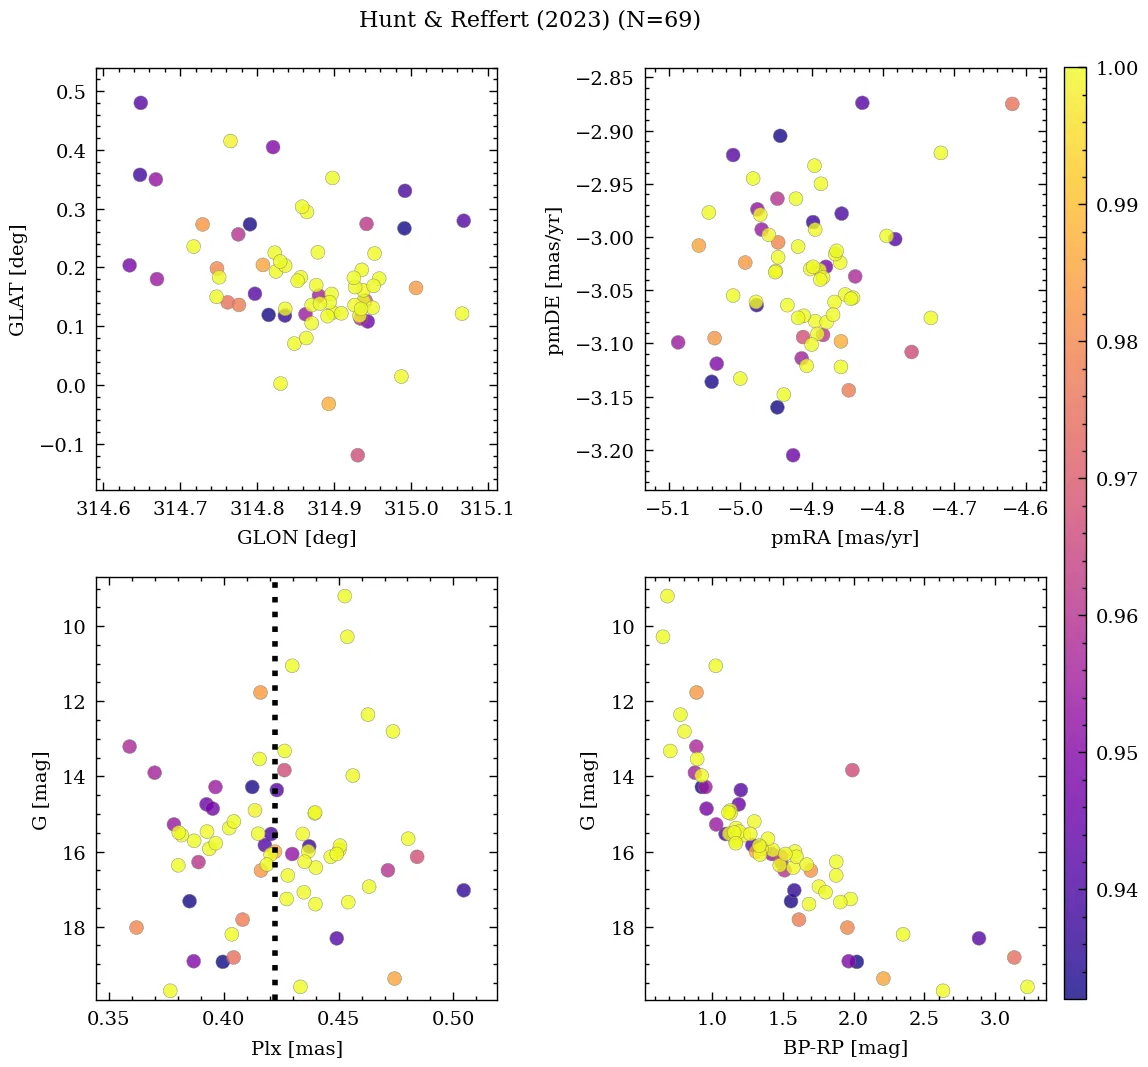 Hunt & Reffert (2023) (N=69)
0.5
0.4
0.3
0.2
0.1
0.0
−0.1
GLAT [deg]
314.6 314.7 314.8 314.9 315.0 315.1
GLON [deg]
−2.85
−2.90
−2.95
−3.00
−3.05
−3.10
−3.15
−3.20
pmDE [mas/yr]
−5.1 −5.0 −4.9 −4.8 −4.7 −4.6
pmRA [mas/yr]
10
12
14
16
18
G [mag]
0.35 0.40 0.45 0.50
Plx [mas]
10
12
14
16
18
G [mag]
1.0 1.5 2.0 2.5 3.0
BP-RP [mag]
1.00
0.99
0.98
0.97
0.96
0.95
0.94